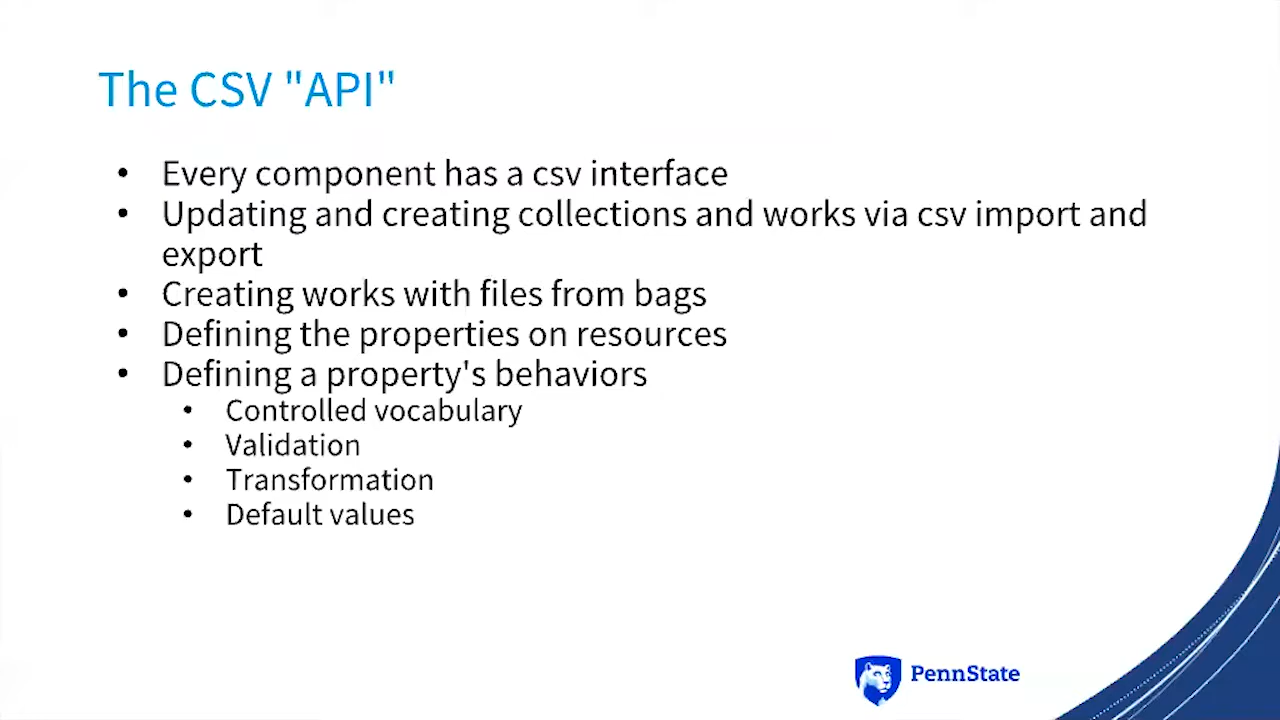 The CSV "API"
• Every component has a csv interface
• Updating and creating collections and works via csv import and
export
• Creating works with files from bags
• Defining the properties on resources
• Defining a property's behaviors
• Controlled vocabulary
• Validation
• Transformation
• Default values
PennState